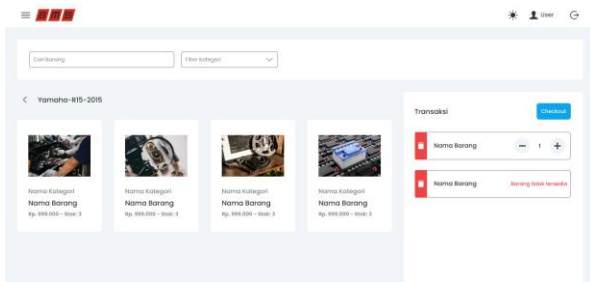 BMB
User
Cari Barang
Filter Kategori
Yamaha-R15-2015
Transaksi
Checkout
Nama Barang
1
Nama Barang
Barang tidak tersedia
Nama Kategori
Nama Barang
Rp. 999.000 - Stok: 3
Nama Kategori
Nama Barang
Rp. 999.000 - Stok: 3
Nama Kategori
Nama Barang
Rp. 999.000 - Stok: 3
Nama Kategori
Nama Barang
Rp. 999.000 - Stok: 3